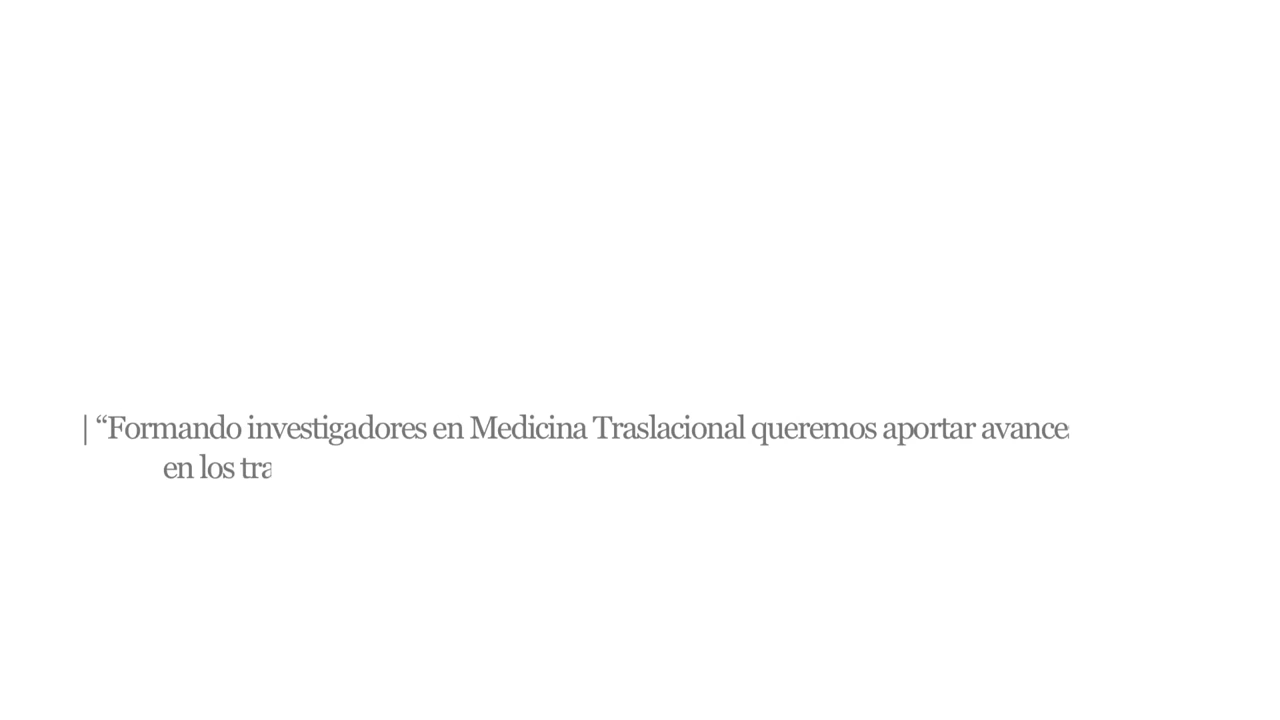 | “Formando investigadores en Medicina Traslacional queremos aportar avance
en los tra